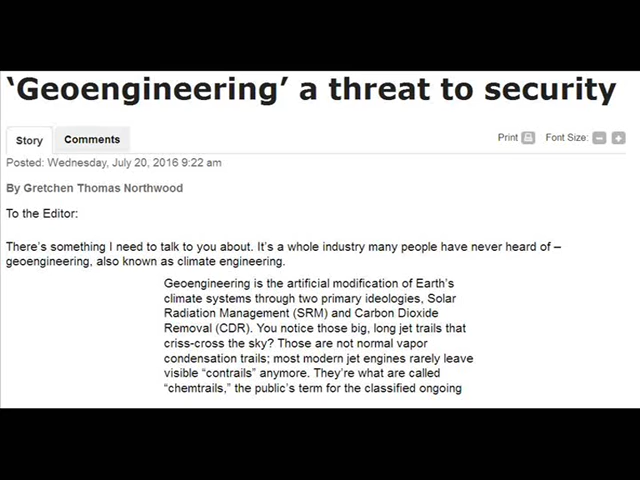 ‘Geoengineering’ a threat to security
Story Comments Print Font Size:
Posted: Wednesday, July 20, 2016 9:22 am
By Gretchen Thomas Northwood
To the Editor:
There’s something I need to talk to you about. It’s a whole industry many people have never heard of –
geoengineering, also known as climate engineering.
Geoengineering is the artificial modification of Earth’s
climate systems through two primary ideologies, Solar
Radiation Management (SRM) and Carbon Dioxide
Removal (CDR). You notice those big, long jet trails that
criss-cross the sky? Those are not normal vapor
condensation trails; most modern jet engines rarely leave
visible “contrails” anymore. They’re what are called
“chemtrails,” the public’s term for the classified ongoing